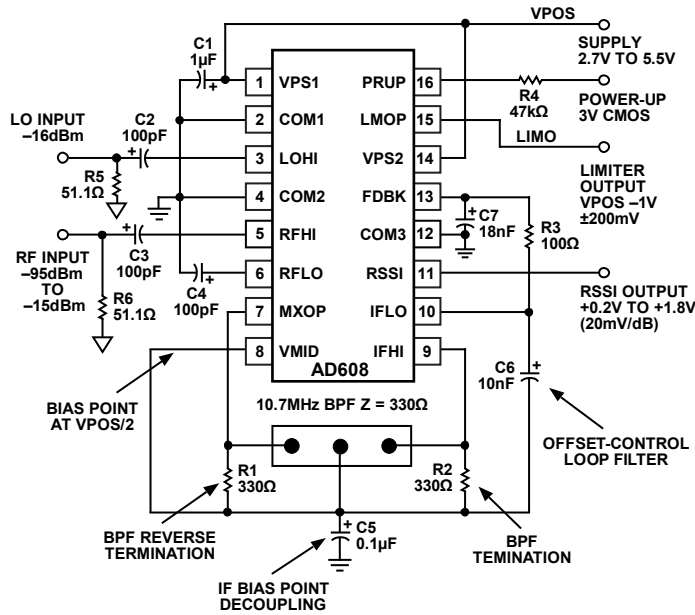 VPOS
SUPPLY
2.7V TO 5.5V
POWER-UP
3V CMOS
LIMITER
OUTPUT
VPOS –1V
±200mV
RSSI OUTPUT
+0.2V TO +1.8V
(20mV/dB)
R4
47kΩ
LIMO
C1
1µF
+
LO INPUT
–16dBm
C2
100pF
+
R5
51.1Ω
RF INPUT
–95dBm
TO
–15dBm
C3
100pF
+
R6
51.1Ω
C4
100pF
+
1 VPS1
2 COM1
3 LOHI
4 COM2
5 RFHI
6 RFLO
7 MXOP
8 VMID
PRUP 16
LMOP 15
VPS2 14
FDBK 13
COM3 12
RSSI 11
IFLO 10
IFHI 9
AD608
+
C7
18nF
R3
100Ω
C6
10nF
+
BIAS POINT
AT VPOS/2
10.7MHz BPF Z = 330Ω
OFFSET-CONTROL
LOOP FILTER
R1
330Ω
R2
330Ω
BPF REVERSE
TERMINATION
+
C5
0.1µF
BPF
TEMINATION
IF BIAS POINT
DECOUPLING